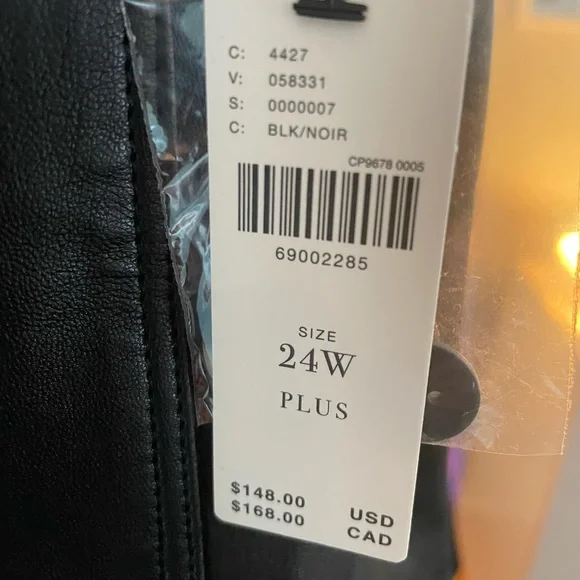 C: 4427
V: 058331
S: 0000007
C: BLK/NOIR
CP9678 0005
69002285
SIZE
24W
PLUS
$148.00 USD
$168.00 CAD